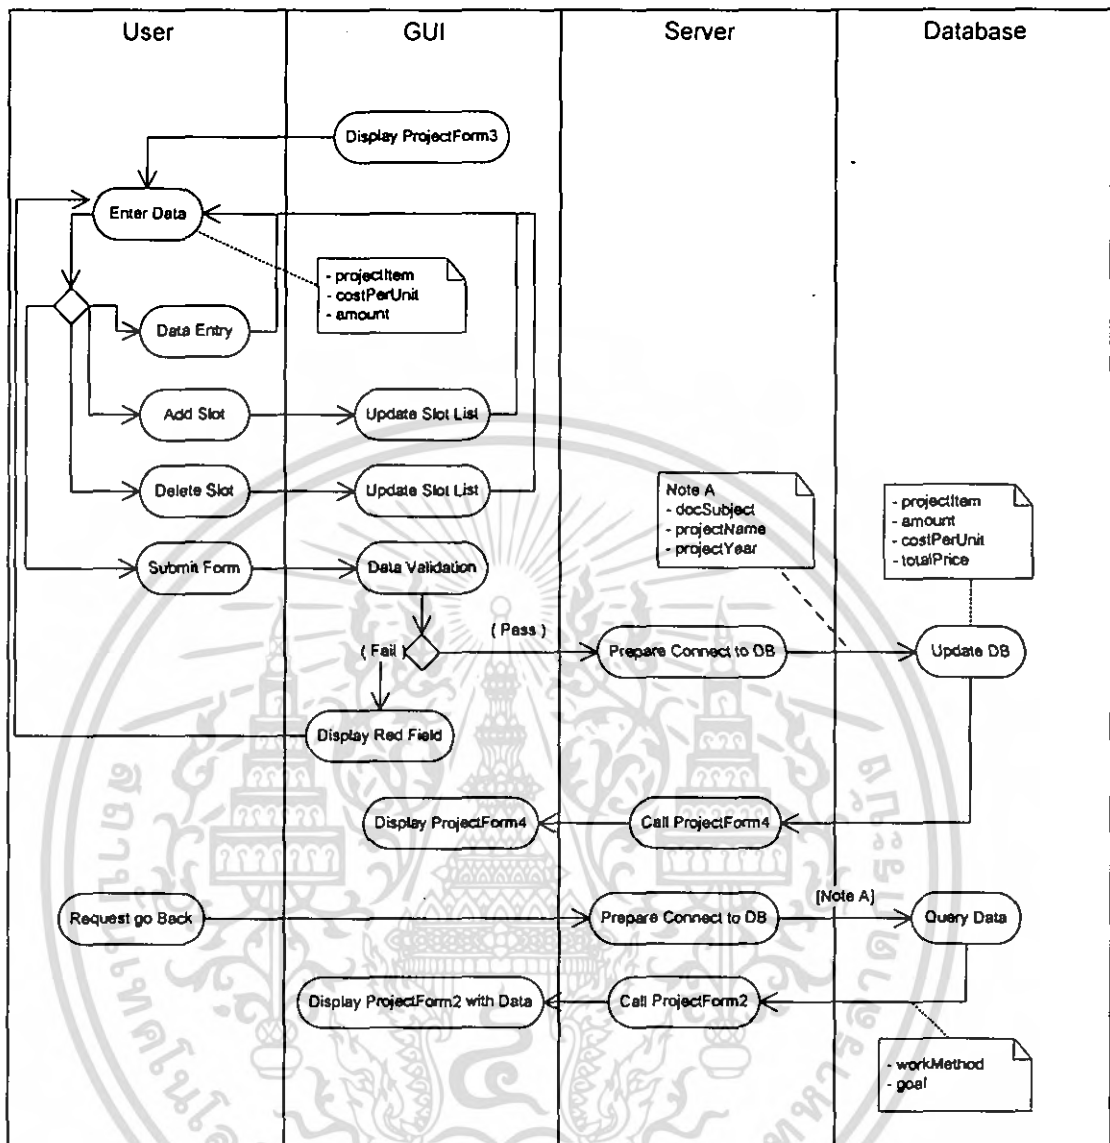 User
GUI
Server
Database
Display ProjectForm3
Enter Data
- projectItem
- costPerUnit
- amount
Data Entry
Add Slot
Update Slot List
Delete Slot
Update Slot List
Note A
- docSubject
- projectName
- projectYear
- projectItem
- amount
- costPerUnit
- totalPrice
Submit Form
Data Validation
( Pass )
( Fail )
Prepare Connect to DB
Update DB
Display Red Field
Display ProjectForm4
Call ProjectForm4
Request go Back
Prepare Connect to DB
[Note A]
Query Data
Display ProjectForm2 with Data
Call ProjectForm2
- workMethod
- goal